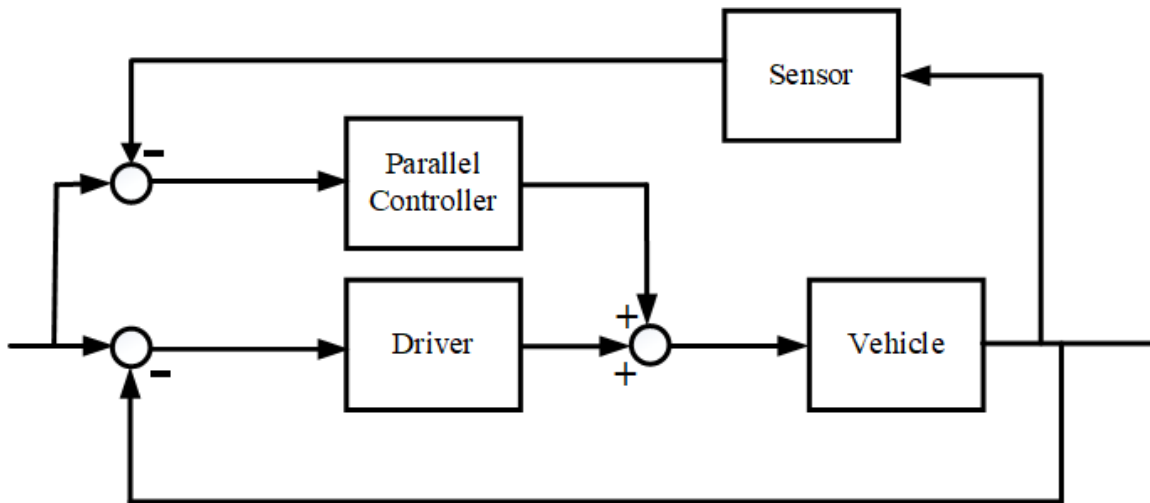 Sensor
-
Parallel
Controller
+
-
Driver
+
Vehicle